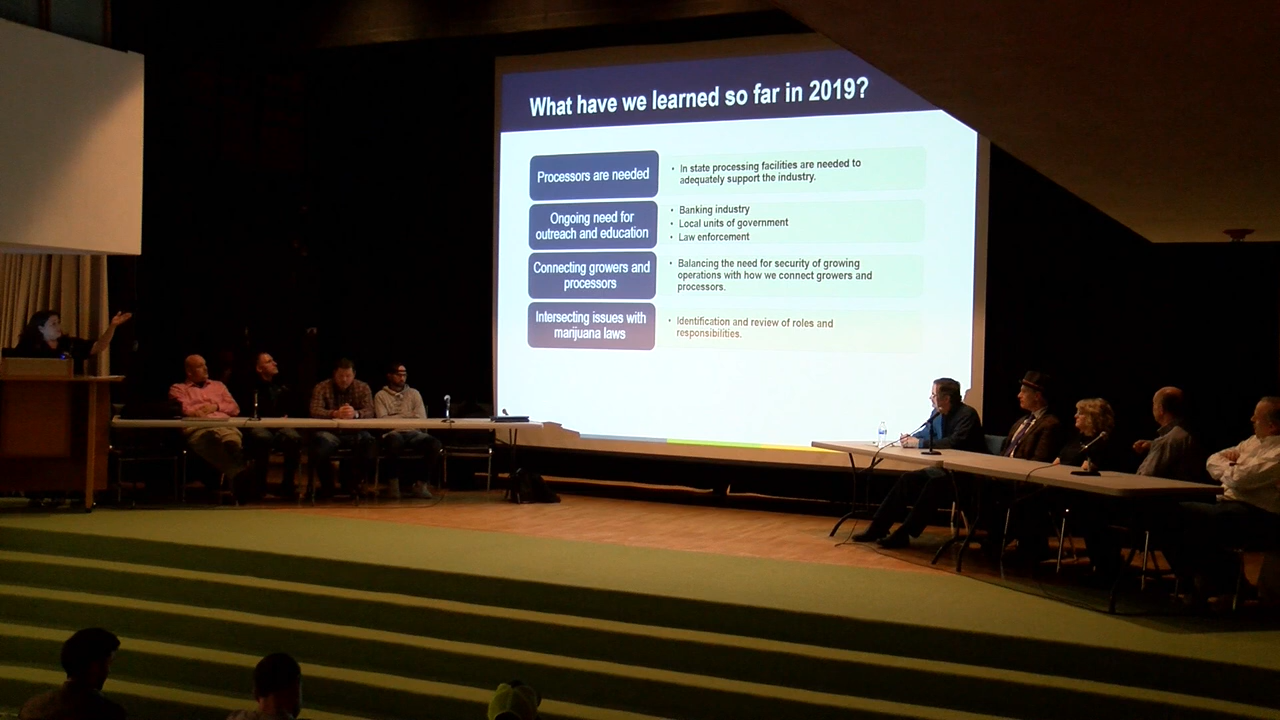 What have we learned so far in 2019?
Processors are needed
• In state processing facilities are needed to
adequately support the industry.
Ongoing need for
outreach and education
• Banking industry
• Local units of government
• Law enforcement
Connecting growers and
processors
• Balancing the need for security of growing
operations with how we connect growers and
processors.
Intersecting issues with
marijuana laws
• Identification and review of roles and
responsibilities.